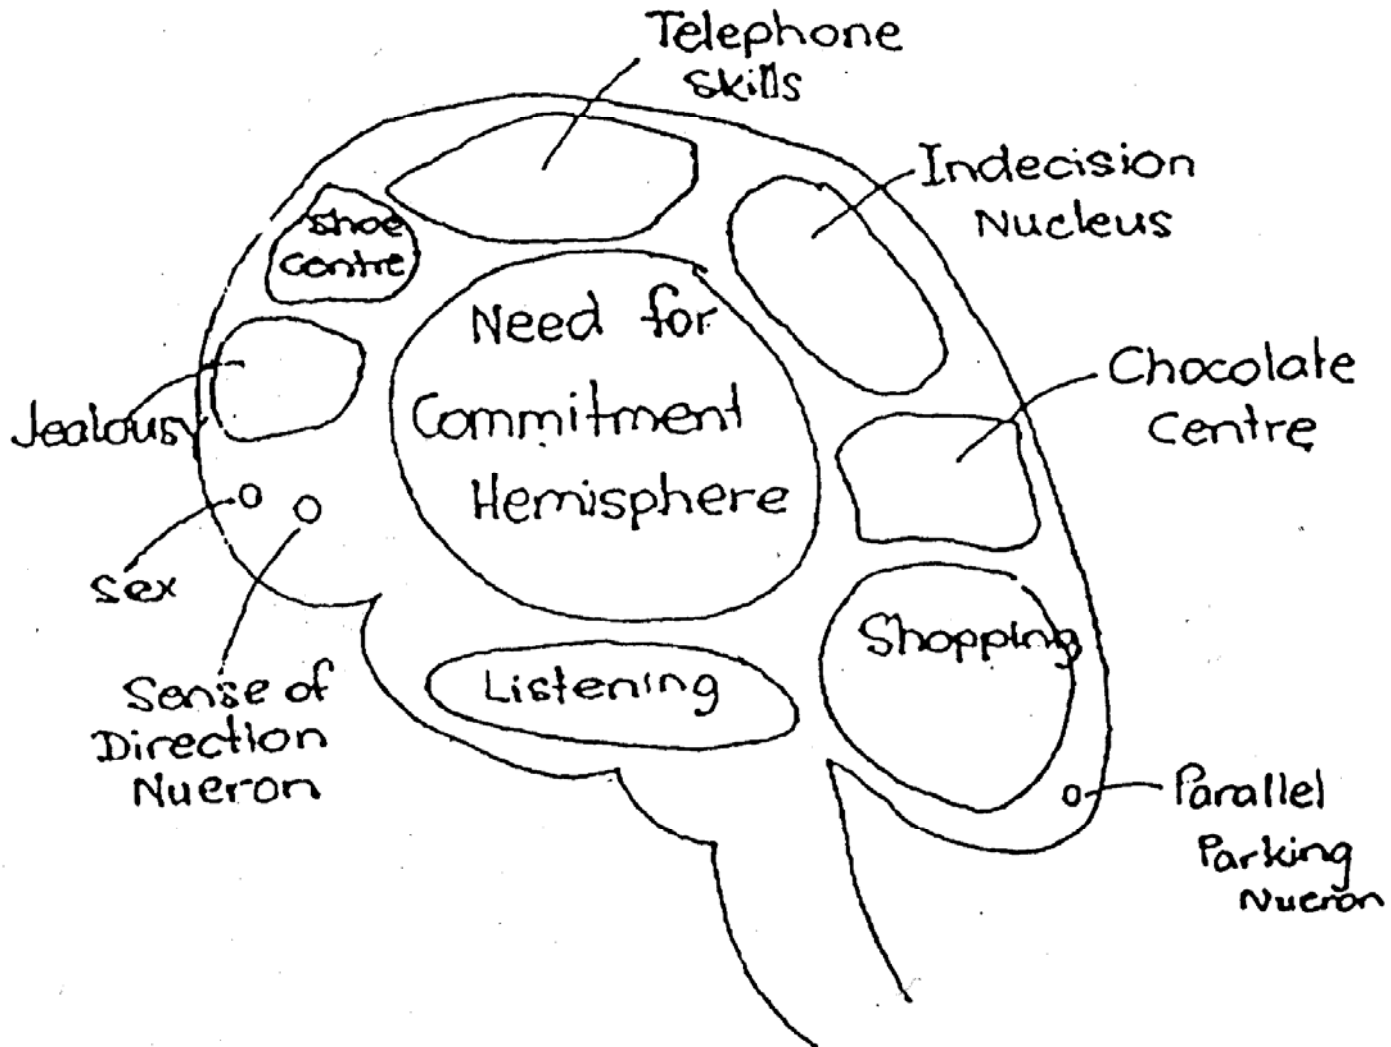 Telephone
Skills
Indecision
Nucleus
Shoe
Centre
Need for
Commitment
Hemisphere
Chocolate
Centre
Jealousy
Sex
Sense of
Direction
Nueron
Listening
Shopping
Parallel
Parking
Nueron